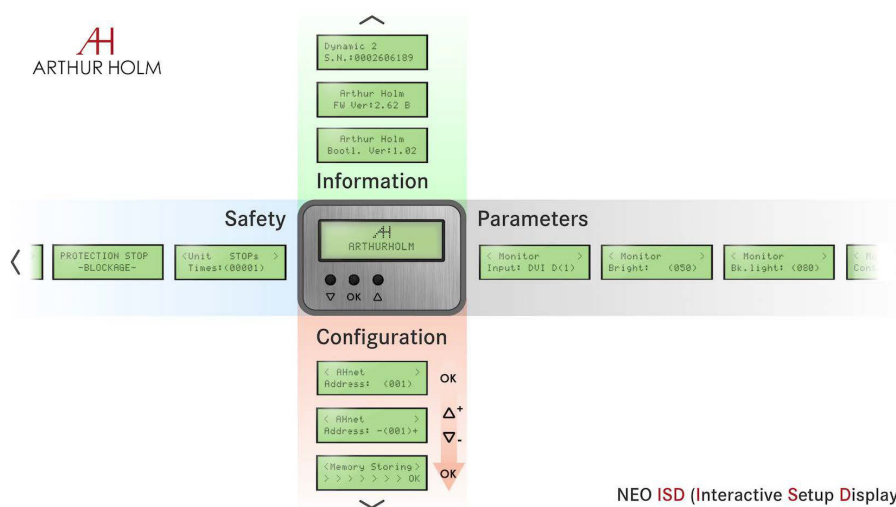 AH
ARTHUR HOLM
Dynamic 2
S.N.:0002606189
Arthur Holm
FW Ver:2.62 B
Arthur Holm
Bootl. Ver:1.02
Information
Safety
Parameters
PROTECTION STOP
-BLOCKAGE-
<Unit STOPs >
Times:(00001)
AH
ARTHURHOLM
OK
< Monitor >
Input: DVI D(1)
< Monitor >
Bright: (050)
< Monitor >
Bk.light: (080)
Configuration
< AHnet >
Address: (001)
OK
< AHnet >
Address: -(001)+
+
-
<Memory Storing>
> > > > > > > OK
OK
NEO ISD (Interactive Setup Display